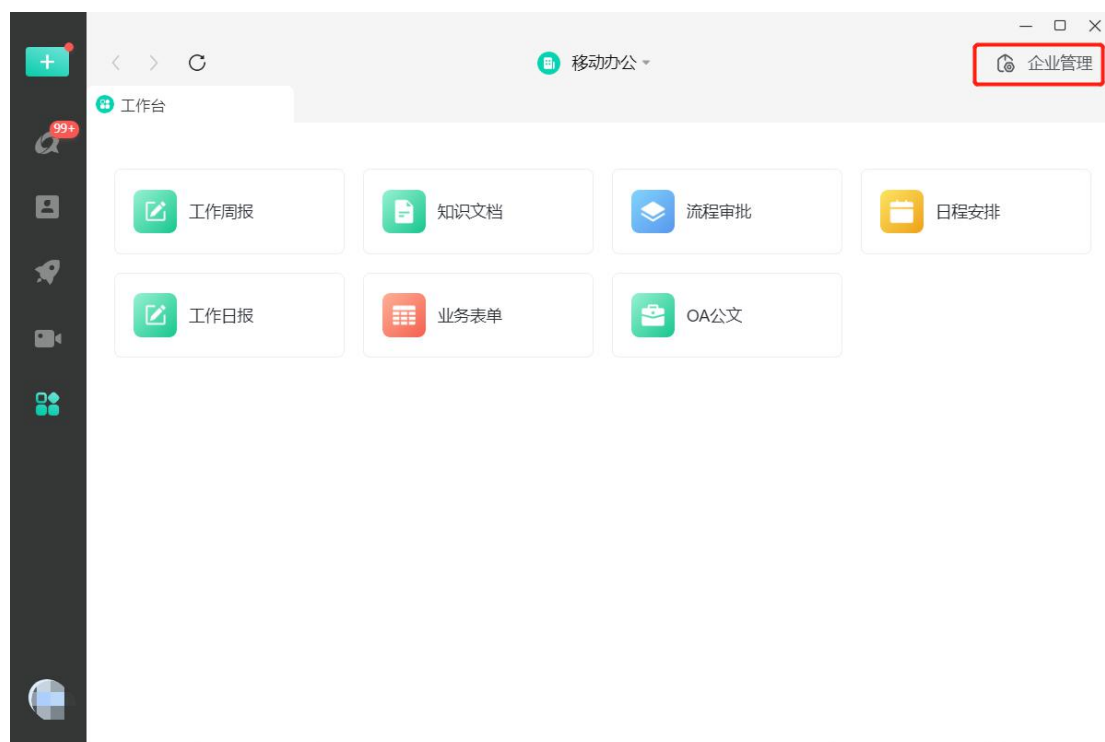 移动办公
企业管理
工作台
99+
工作周报
知识文档
流程审批
日程安排
工作日报
业务表单
OA公文